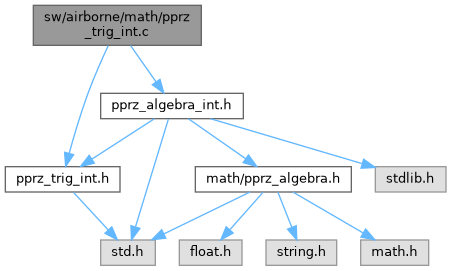 sw/airborne/math/pprz
_trig_int.c
pprz_algebra_int.h
pprz_trig_int.h
math/pprz_algebra.h
stdlib.h
std.h
float.h
string.h
math.h